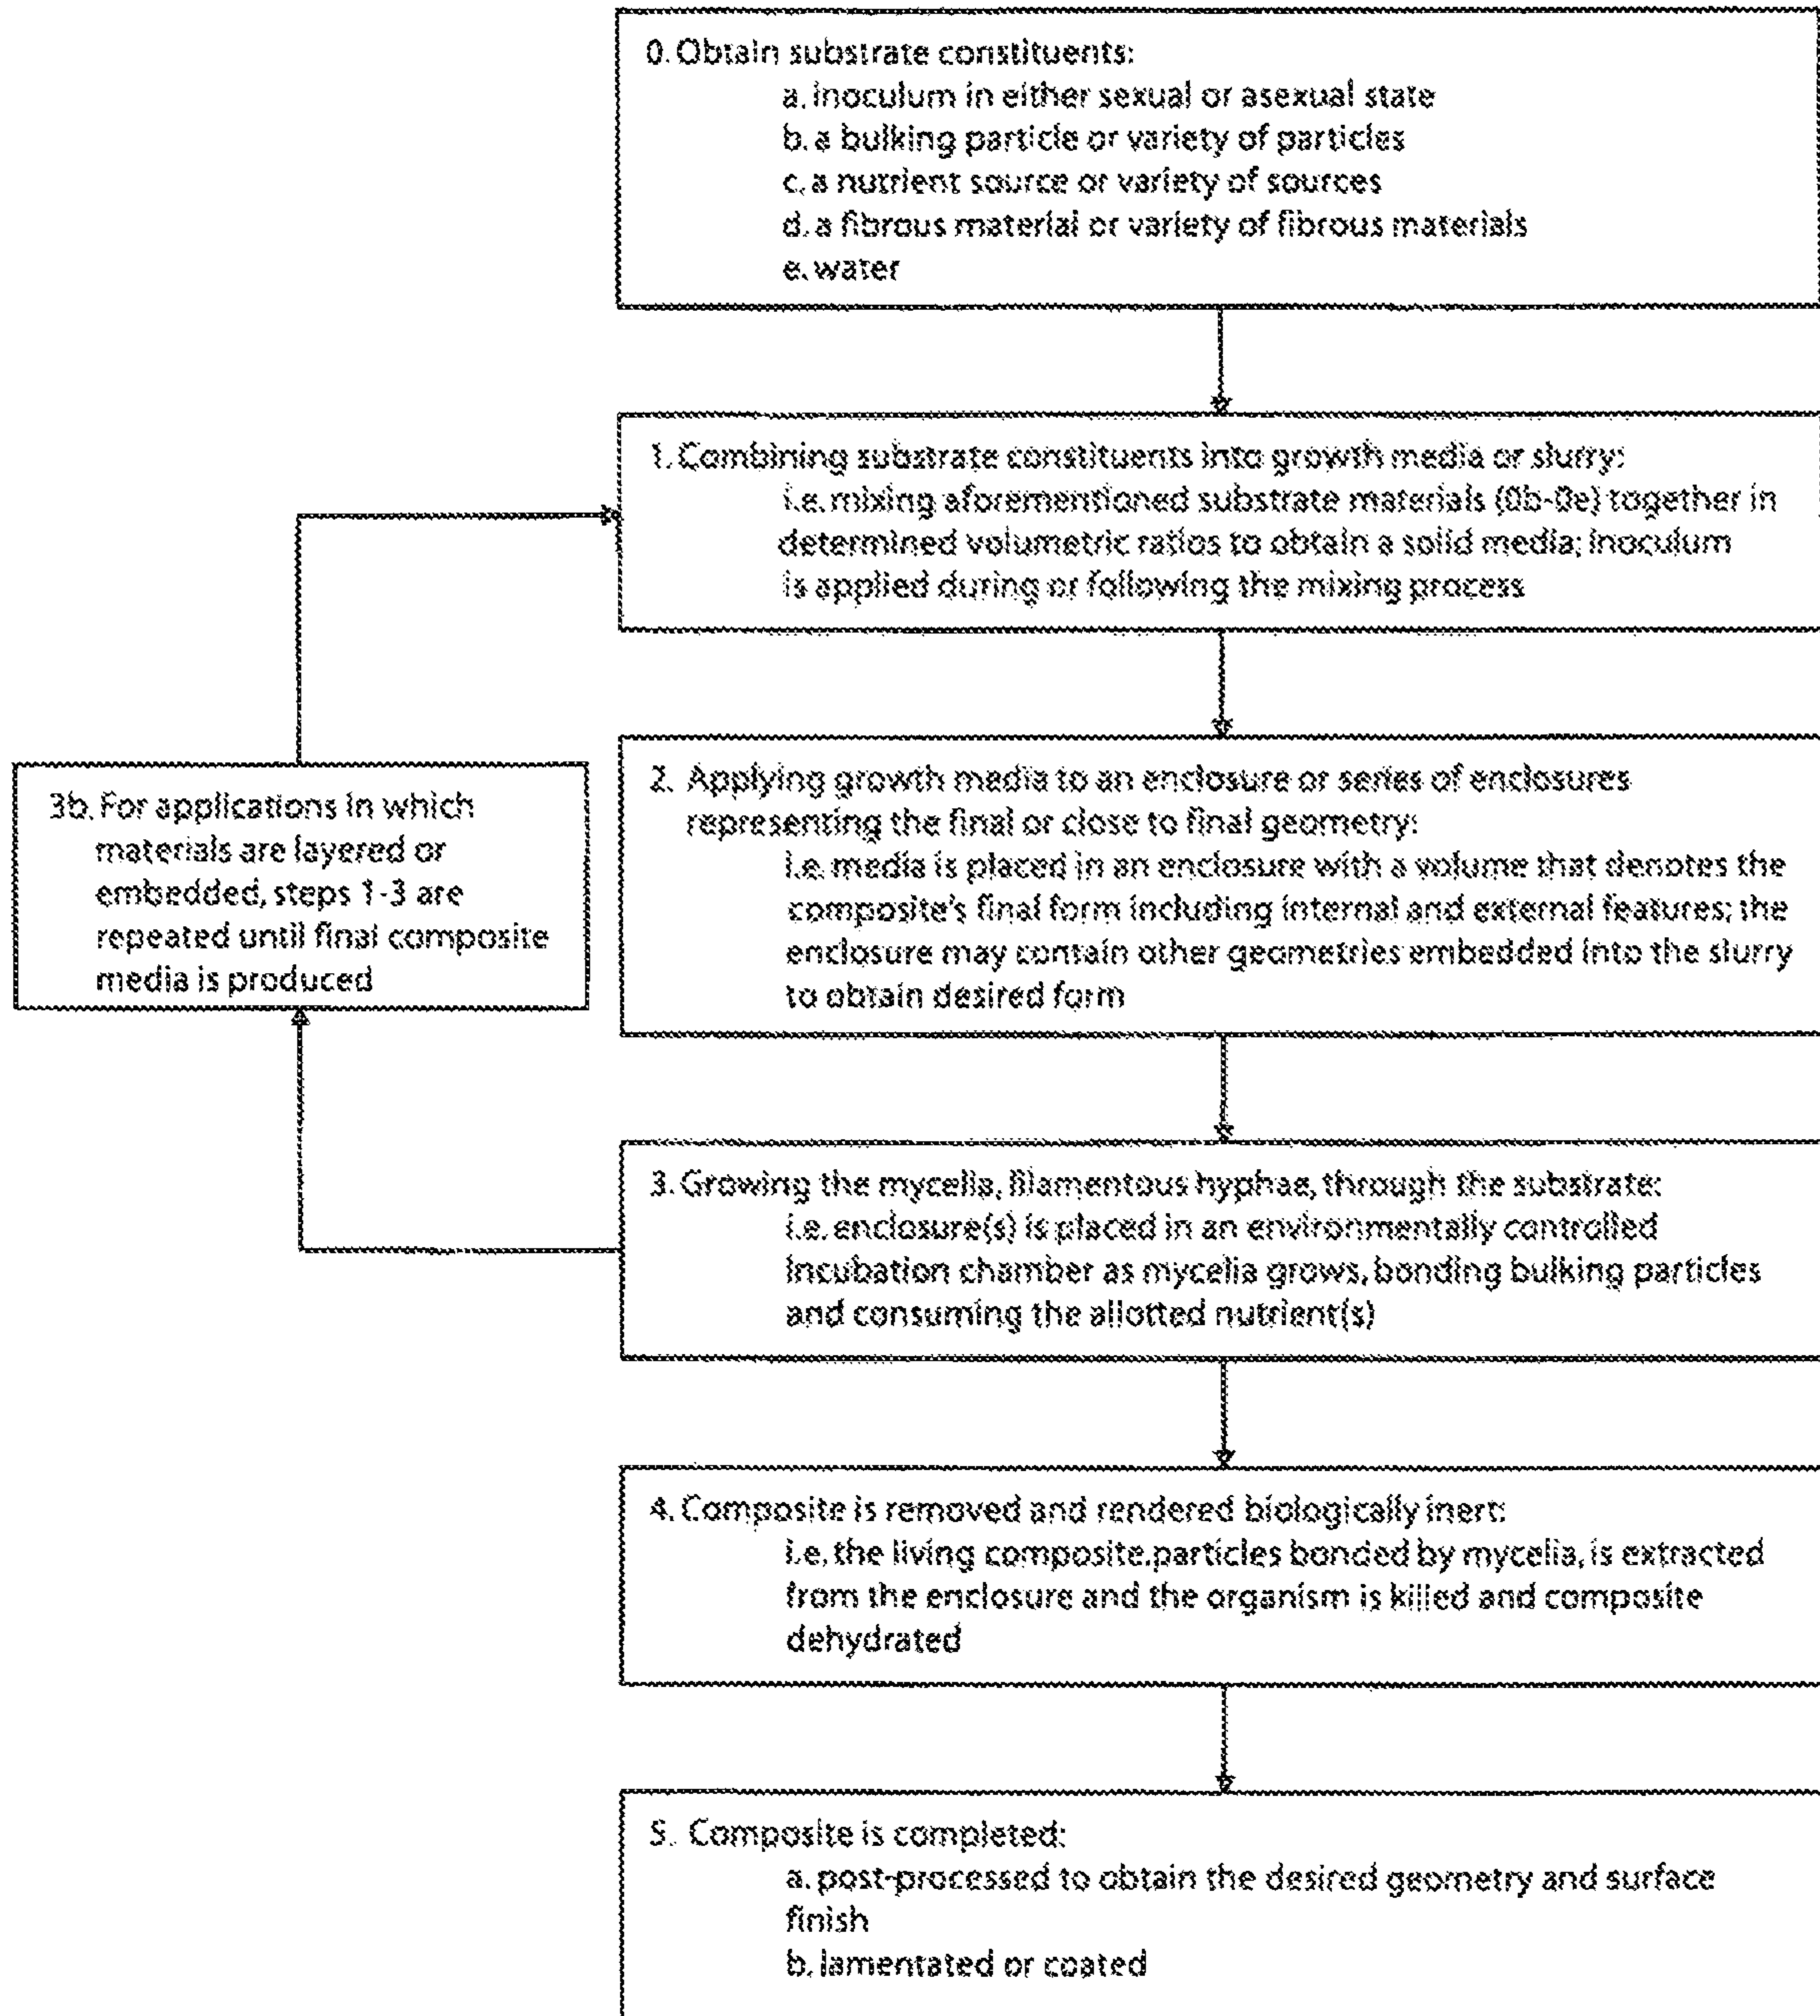 0. Obtain substrate constituents:
a. inoculum in either sexual or asexual state
b. a bulking particle or variety of particles
c. a nutrient source or variety of sources
d. a fibrous material or variety of fibrous materials
e. water
1. Combining substrate constituents into growth media or slurry:
i.e. mixing aforementioned substrate materials (0b-0e) together in
determined volumetric ratios to obtain a solid media; inoculum
is applied during or following the mixing process
3b. For applications in which
materials are layered or
embedded, steps 1-3 are
repeated until final composite
media is produced
2. Applying growth media to an enclosure or series of enclosures
representing the final or close to final geometry:
i.e. media is placed in an enclosure with a volume that denotes the
composite's final form including internal and external features; the
enclosure may contain other geometries embedded into the slurry
to obtain desired form
3. Growing the mycelia, filamentous hyphae, through the substrate:
i.e. enclosure(s) is placed in an environmentally controlled
incubation chamber as mycelia grows, bonding bulking particles
and consuming the allotted nutrient(s)
4. Composite is removed and rendered biologically inert:
i.e. the living composite.particles bonded by mycelia, is extracted
from the enclosure and the organism is killed and composite
dehydrated
5. Composite is completed:
a. post-processed to obtain the desired geometry and surface
finish
b. lamentated or coated